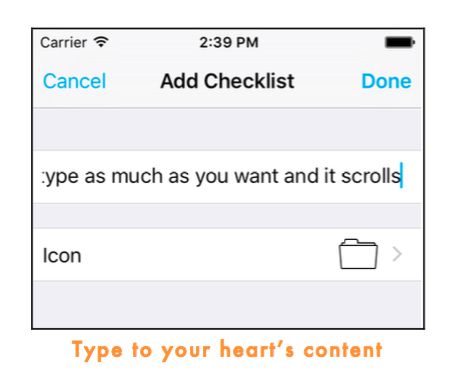 Carrier 2:39 PM
Cancel Add Checklist Done
type as much as you want and it scrolls
Icon
Type to your heart's content